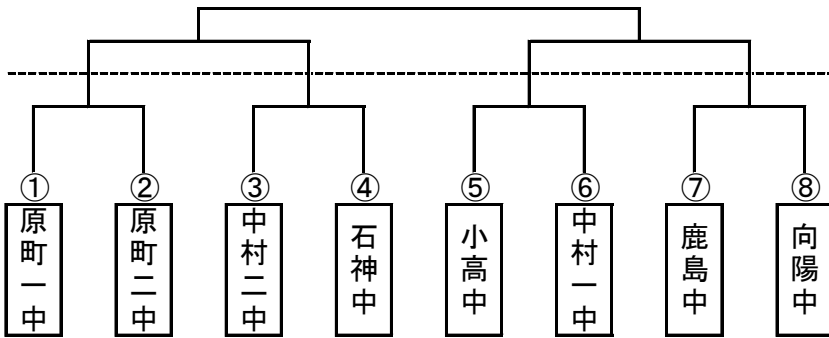 ①
②
③
④
⑤
⑥
⑦
⑧
原町一中
原町二中
中村二中
石神中
小高中
中村一中
鹿島中
向陽中